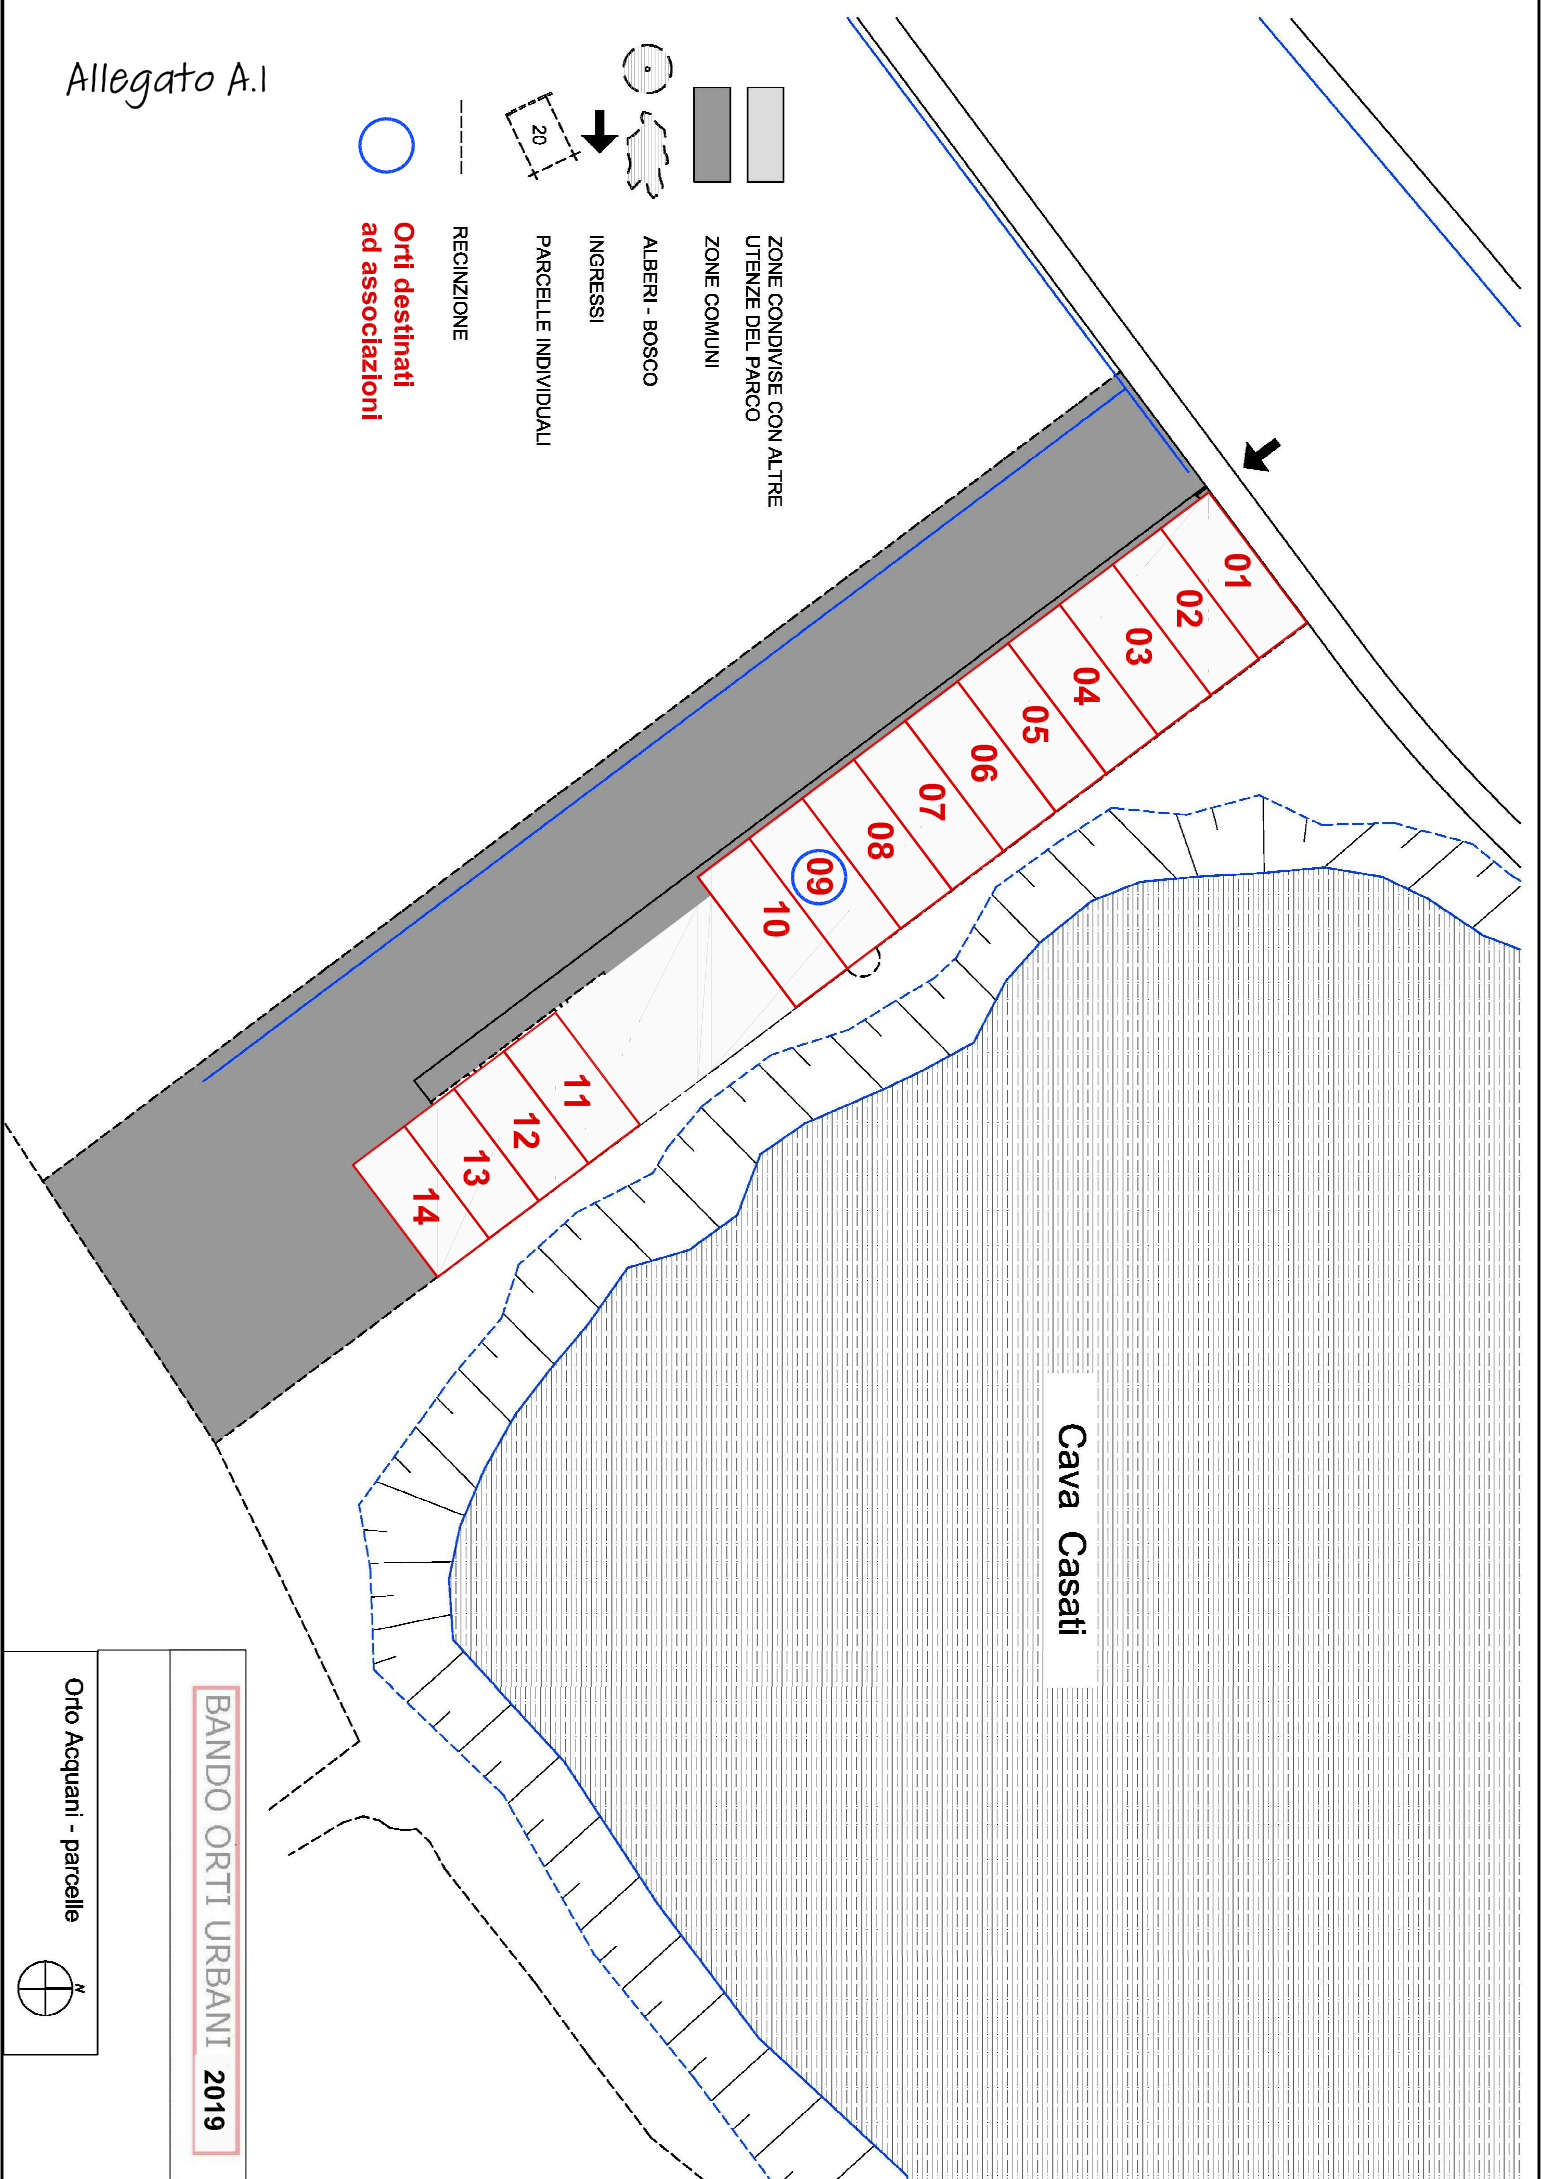 Allegato A.1
ZONE CONDIVISE CON ALTRE
UTENZE DEL PARCO
ZONE COMUNI
ALBERI - BOSCO
INGRESSI
20
PARCELLE INDIVIDUALI
RECINZIONE
Orti destinati
ad associazioni
01
02
03
04
05
06
07
08
09
10
11
12
13
14
Cava Casati
BANDO ORTI URBANI 2019
Orto Acquani - parcelle
N